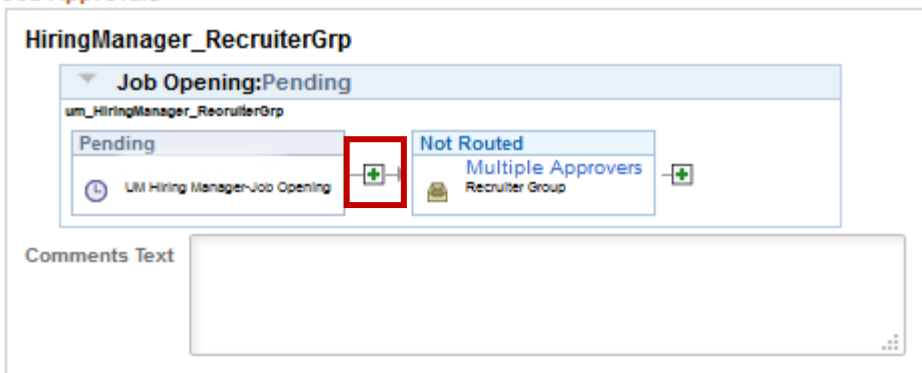 HiringManager_RecruiterGrp
Job Opening:Pending
um_HiringManager_RecruiterGrp
Pending
UM Hiring Manager-Job Opening
Not Routed
Multiple Approvers
Recruiter Group
Comments Text